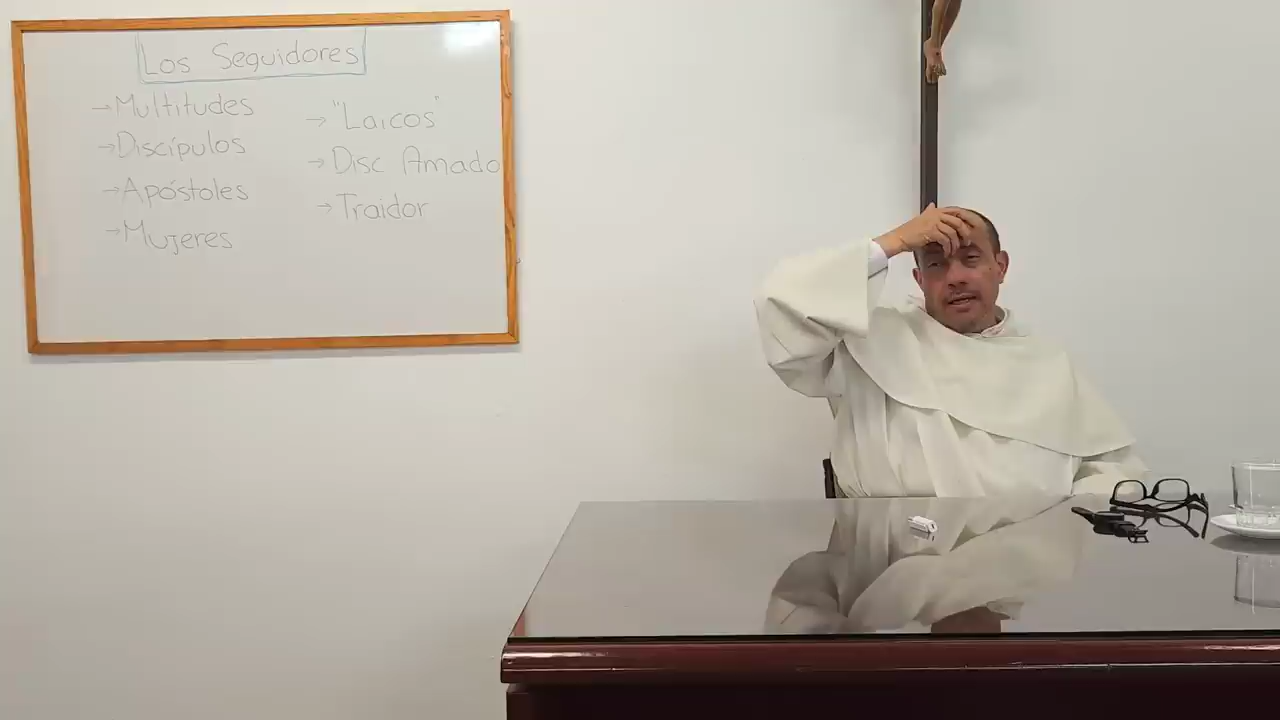 Los Seguidores
→Multitudes
→Discípulos
→Apóstoles
→Mujeres
→"Laicos"
→Disc Amado
→Traidor